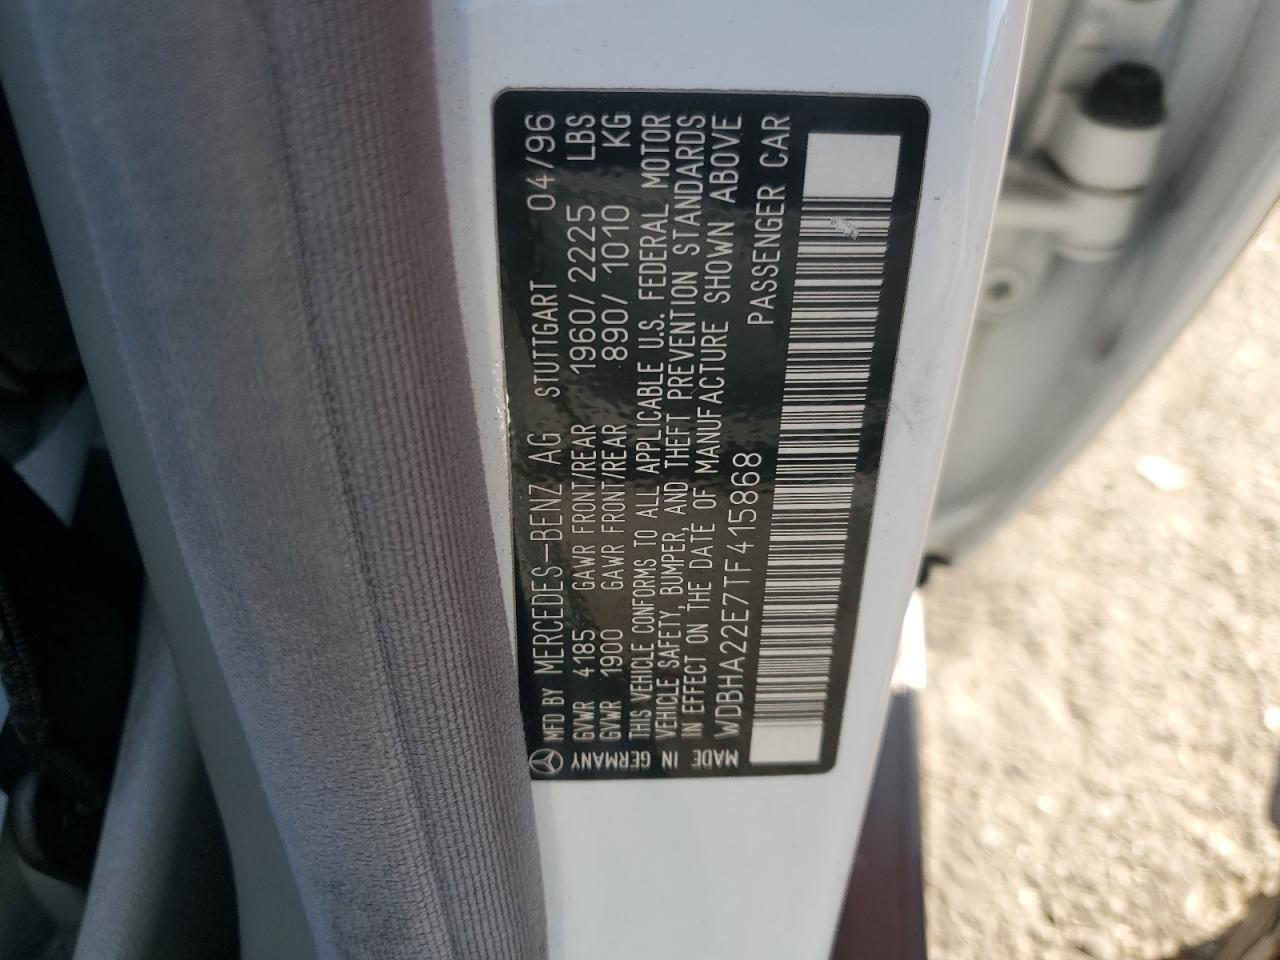 MFD BY MERCEDES-BENZ AG STUTTGART 04/96
GVWR 4185 GAWR FRONT/REAR 1960/2225 LBS
GVWR 1900 GAWR FRONT/REAR 890/1010 KG
THIS VEHICLE CONFORMS TO ALL APPLICABLE U.S. FEDERAL MOTOR
VEHICLE SAFETY, BUMPER, AND THEFT PREVENTION STANDARDS
IN EFFECT ON THE DATE OF MANUFACTURE SHOWN ABOVE
WDBHA22E7TF415868 PASSENGER CAR
MADE IN GERMANY